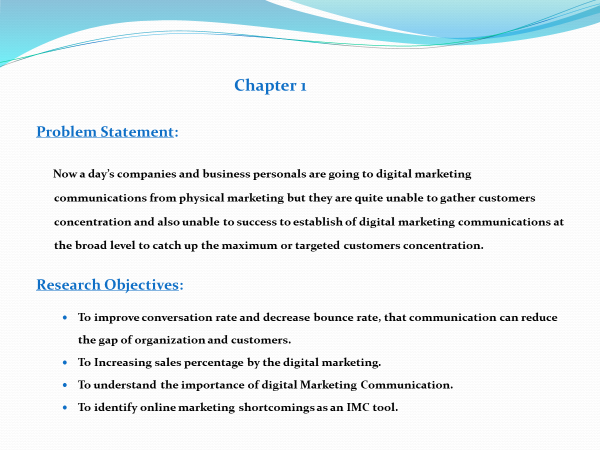 Chapter 1
Problem Statement:
Now a day's companies and business personals are going to digital marketing
communications from physical marketing but they are quite unable to gather customers
concentration and also unable to success to establish of digital marketing communications at
the broad level to catch up the maximum or targeted customers concentration.
Research Objectives:
• To improve conversation rate and decrease bounce rate, that communication can reduce
the gap of organization and customers.
• To Increasing sales percentage by the digital marketing.
• To understand the importance of digital Marketing Communication.
• To identify online marketing shortcomings as an IMC tool.